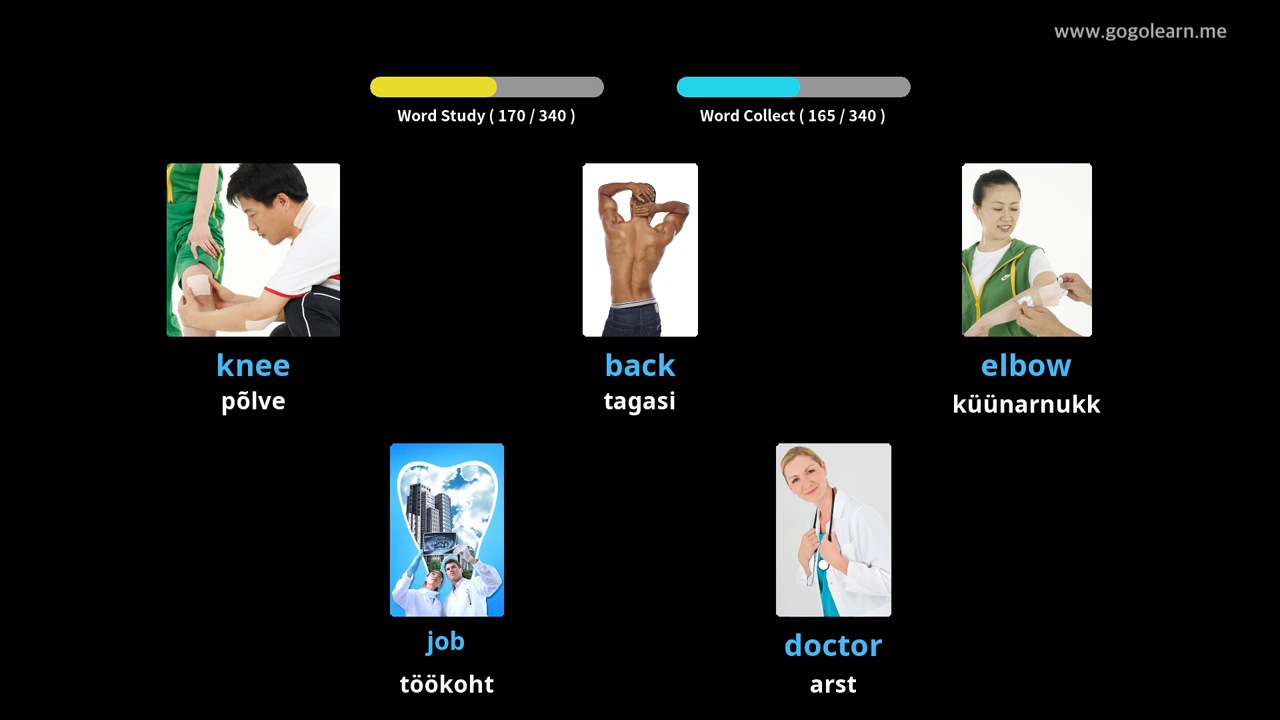 www.gogolearn.me
Word Study ( 170 / 340 )
Word Collect ( 165 / 340 )
knee
põlve
back
tagasi
elbow
küünarnukk
job
töökoht
doctor
arst